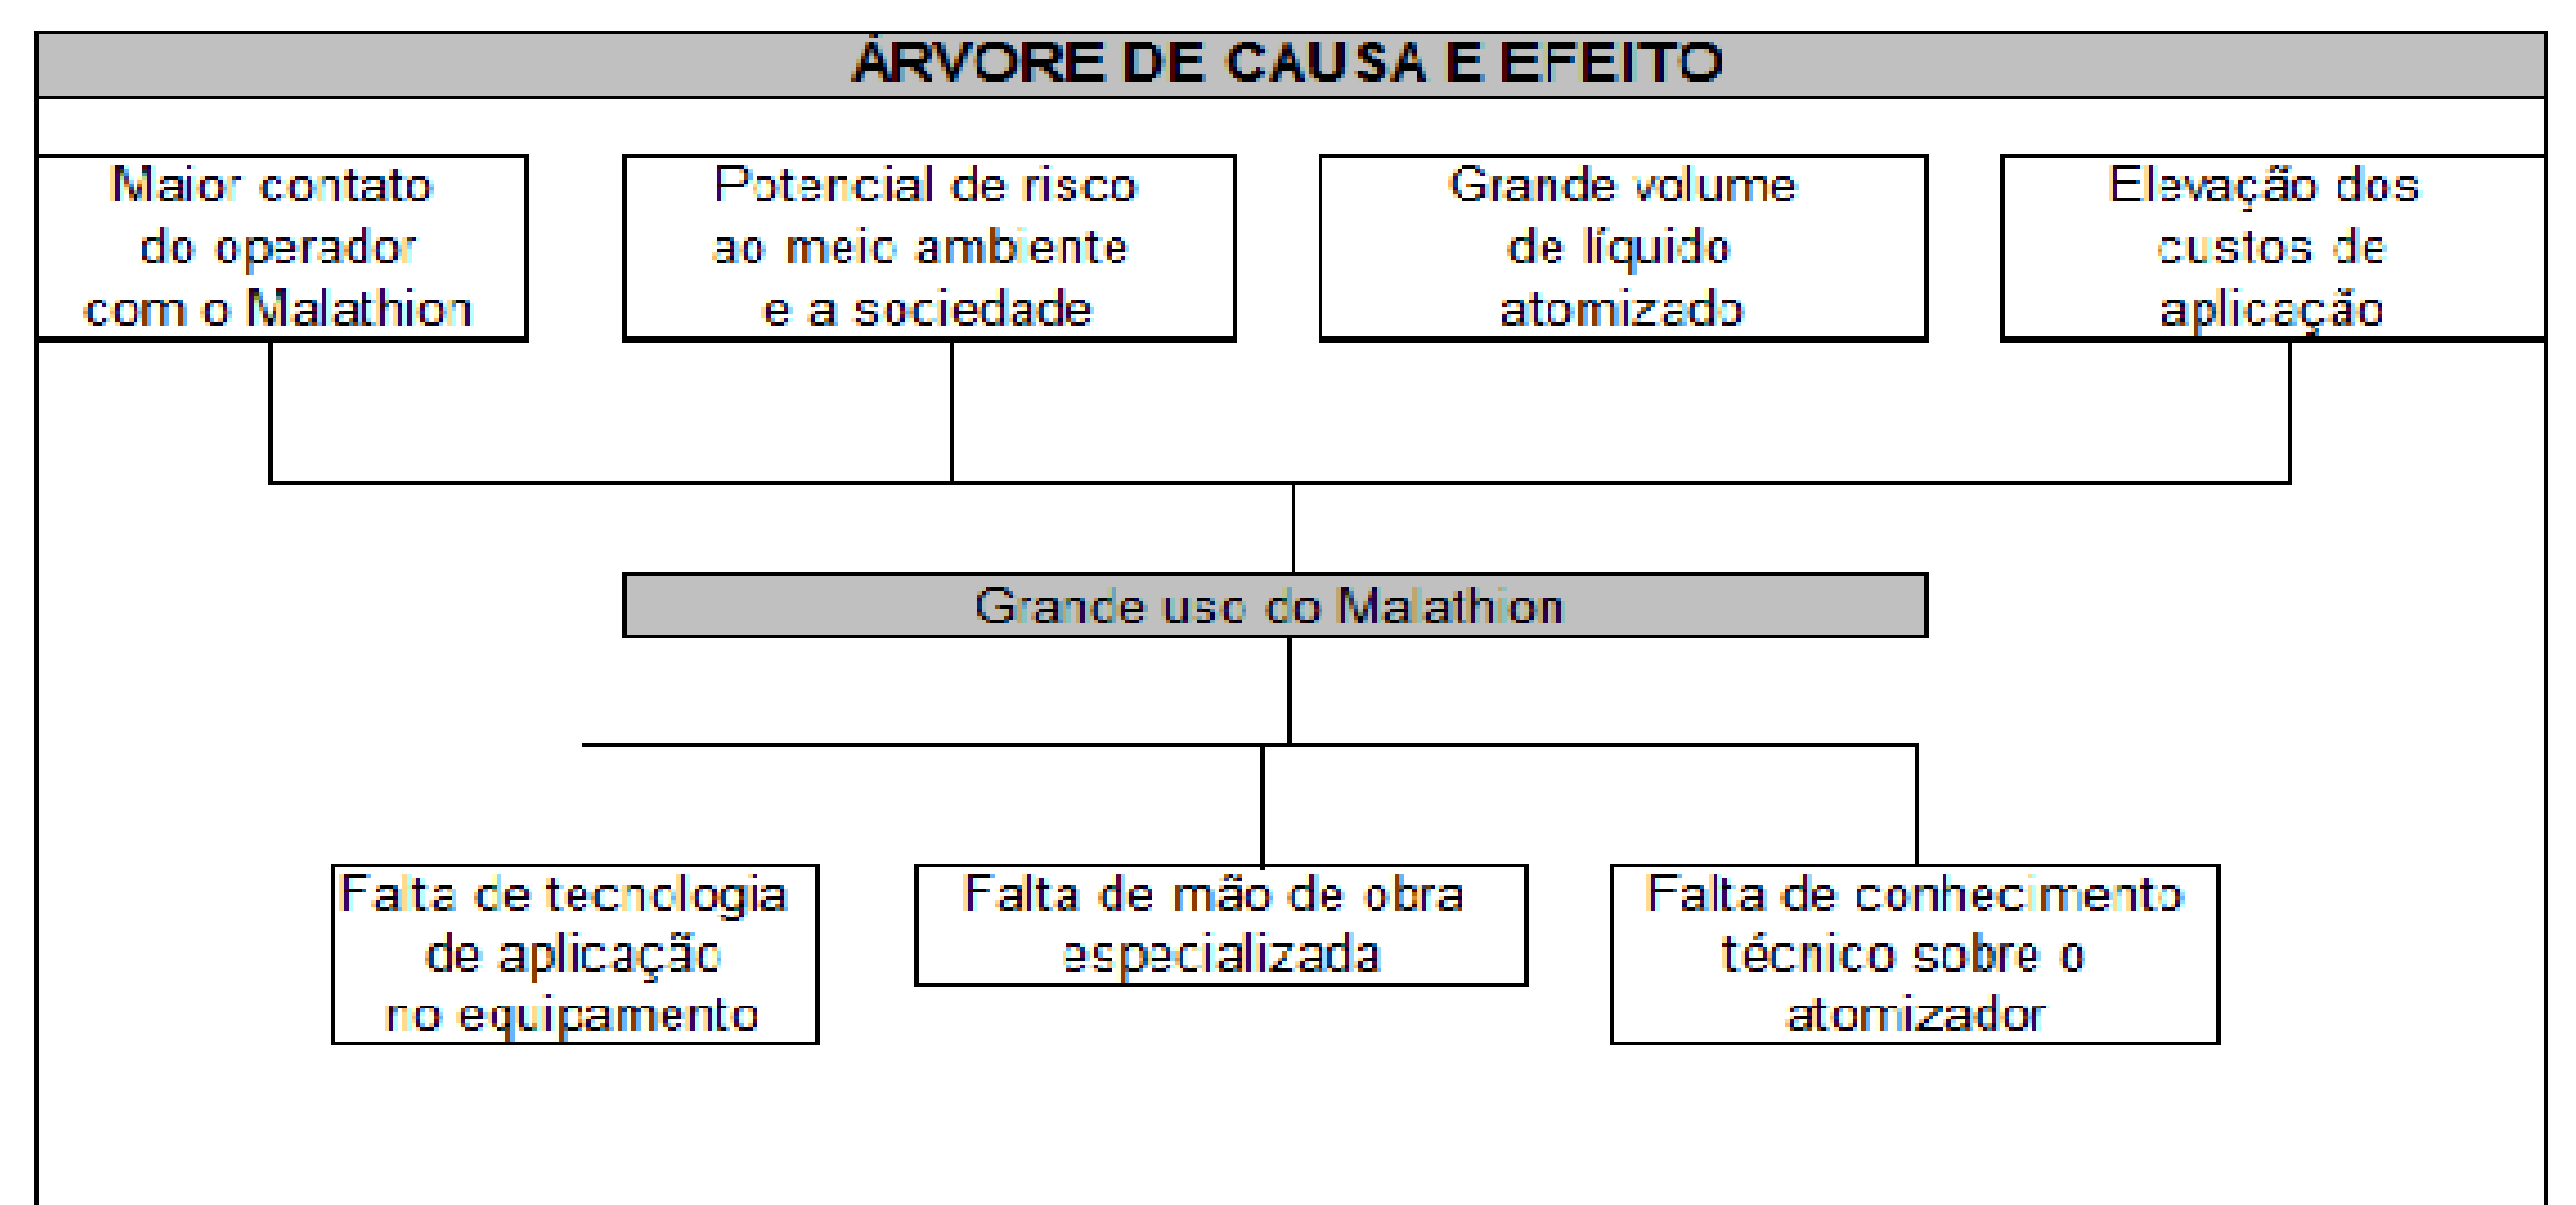 ÁRVORE DE CAUSA E EFEITO
Maior contato
do operador
com o Malathion
Potencial de risco
ao meio ambiente
e a sociedade
Grande volume
de líquido
atomizado
Elevação dos
custos de
aplicação
Grande uso do Malathion
Falta de tecnologia
de aplicação
no equipamento
Falta de mão de obra
especializada
Falta de conhecimento
técnico sobre o
atomizador